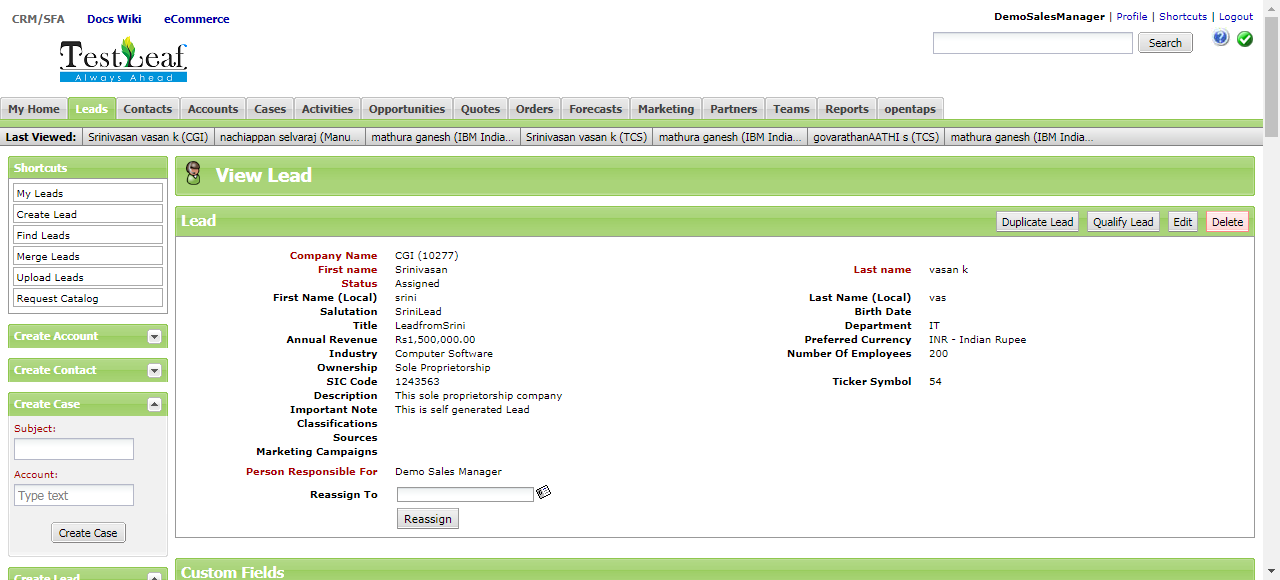 CRM/SFA Docs Wiki eCommerce
DemoSalesManager | Profile | Shortcuts | Logout
TestLeaf
Always Ahead
Search
My Home Leads Contacts Accounts Cases Activities Opportunities Quotes Orders Forecasts Marketing Partners Teams Reports opentaps
Last Viewed: Srinivasan vasan k (CGI) nachiappan selvaraj (Manu... mathura ganesh (IBM India... Srinivasan vasan k (TCS) mathura ganesh (IBM India... govarathanAATHI s (TCS) mathura ganesh (IBM India...
Shortcuts
My Leads
Create Lead
Find Leads
Merge Leads
Upload Leads
Request Catalog
Create Account
Create Contact
Create Case
Subject:
Account:
Type text
Create Case
Create Lead
View Lead
Lead Duplicate Lead Qualify Lead Edit Delete
Company Name CGI (10277)
First name Srinivasan Last name vasan k
Status Assigned
First Name (Local) srini Last Name (Local) vas
Salutation SriniLead Birth Date
Title LeadfromSrini Department IT
Annual Revenue Rs1,500,000.00 Preferred Currency INR - Indian Rupee
Industry Computer Software Number Of Employees 200
Ownership Sole Proprietorship
SIC Code 1243563 Ticker Symbol 54
Description This sole propritorship company
Important Note This is self generated Lead
Classifications
Sources
Marketing Campaigns
Person Responsible For Demo Sales Manager
Reassign To
Reassign
Custom Fields